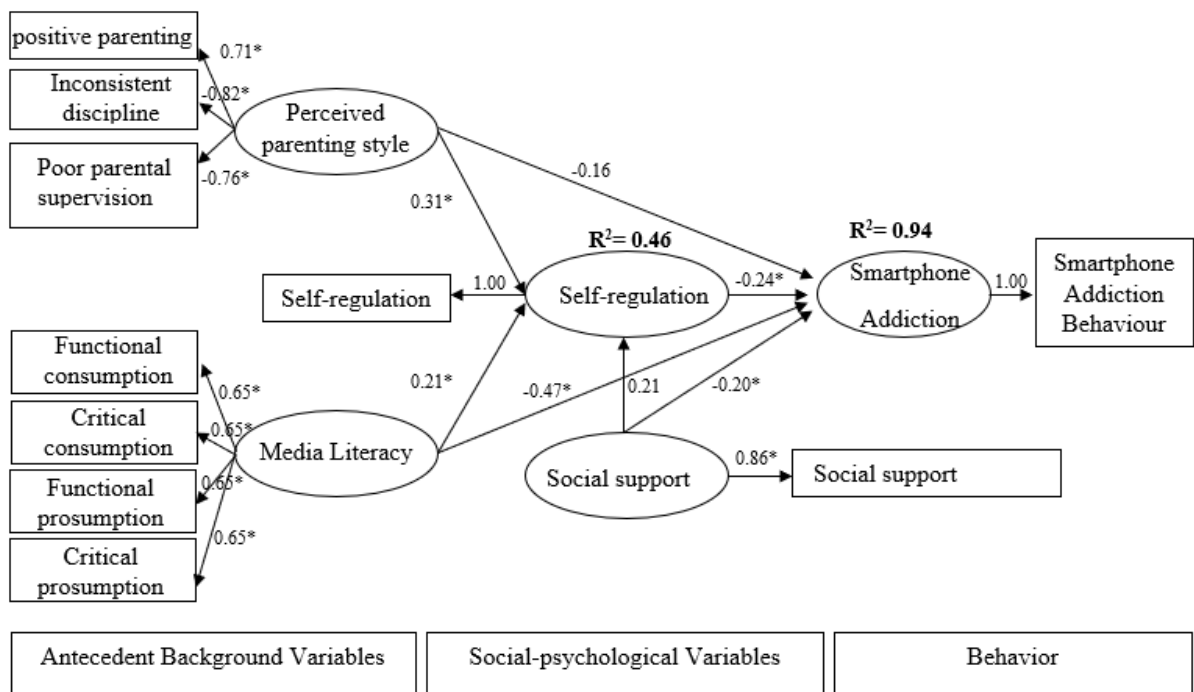 positive parenting
0.71*
Inconsistent
discipline
-0.82*
Perceived
parenting style
Poor parental
supervision
-0.76*
-0.16
0.31*
R²= 0.46
R²= 0.94
Self-regulation
1.00
Self-regulation
-0.24*
Smartphone
Addiction
1.00
Smartphone
Addiction
Behaviour
Functional
consumption
0.65*
0.21*
-0.47*
0.21
-0.20*
Critical
consumption
0.65*
Media Literacy
Functional
prosumption
0.65*
Social support
0.86*
Social support
Critical
prosumption
0.65*
Antecedent Background Variables
Social-psychological Variables
Behavior